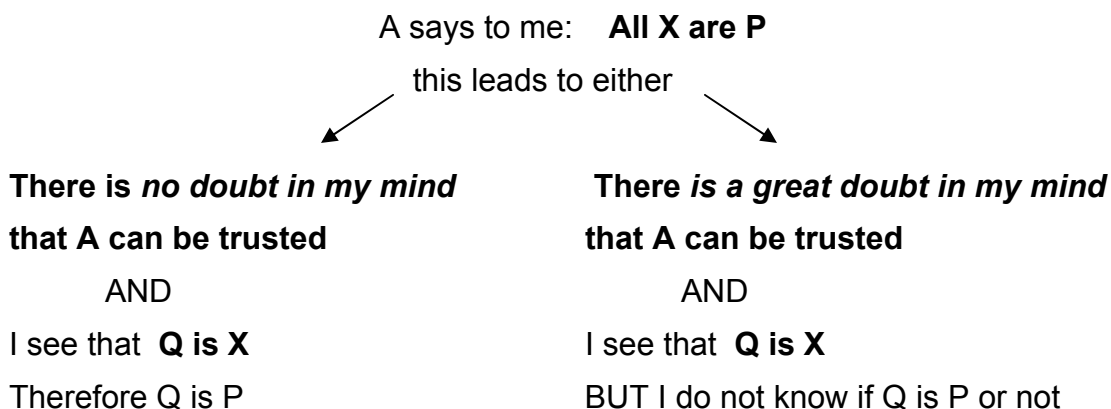 A says to me: All X are P
this leads to either
There is no doubt in my mind
that A can be trusted
AND
I see that Q is X
Therefore Q is P
There is a great doubt in my mind
that A can be trusted
AND
I see that Q is X
BUT I do not know if Q is P or not